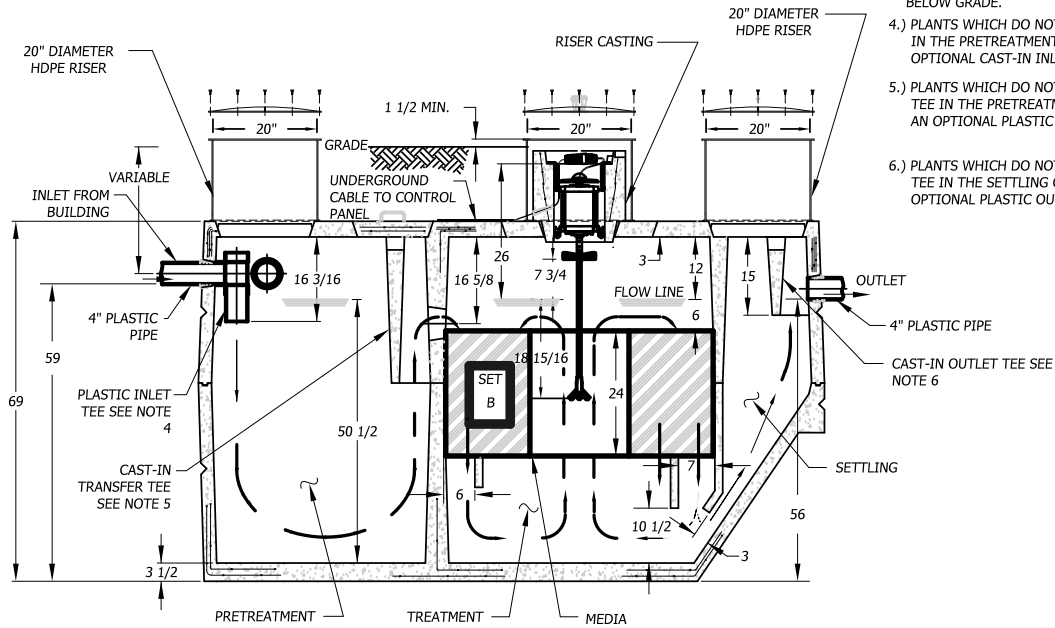 BELOW GRADE.
4.) PLANTS WHICH DO NOT
IN THE PRETREATMENT
OPTIONAL CAST-IN INL
5.) PLANTS WHICH DO NOT
TEE IN THE PRETREATM
AN OPTIONAL PLASTIC
6.) PLANTS WHICH DO NOT
TEE IN THE SETTLING C
OPTIONAL PLASTIC OU
20" DIAMETER
HDPE RISER
RISER CASTING
20" DIAMETER
HDPE RISER
1 1/2 MIN.
20"
20"
20"
GRADE
VARIABLE
INLET FROM
BUILDING
UNDERGROUND
CABLE TO CONTROL
PANEL
26
16 3/16
16 5/8
7 3/4
3
12
15
FLOW LINE
6
OUTLET
4" PLASTIC
PIPE
4" PLASTIC PIPE
59
69
18 15/16
CAST-IN OUTLET TEE SEE
NOTE 6
PLASTIC INLET
TEE SEE NOTE
4
SET
B
24
50 1/2
CAST-IN
TRANSFER TEE
SEE NOTE 5
6
7
SETTLING
10 1/2
56
3
3 1/2
PRETREATMENT
TREATMENT
MEDIA